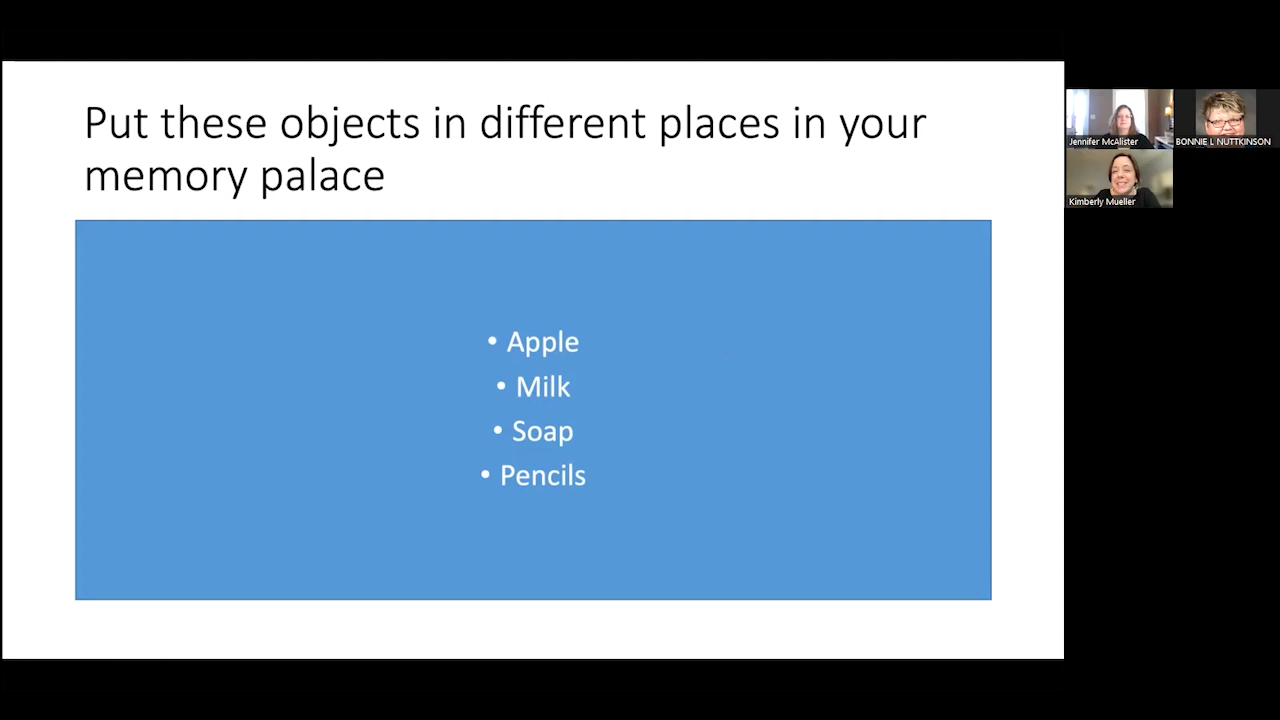 Put these objects in different places in your
memory palace
• Apple
• Milk
• Soap
• Pencils
Jennifer McAlister
BONNIE L NUTTKINSON
Kimberly Mueller